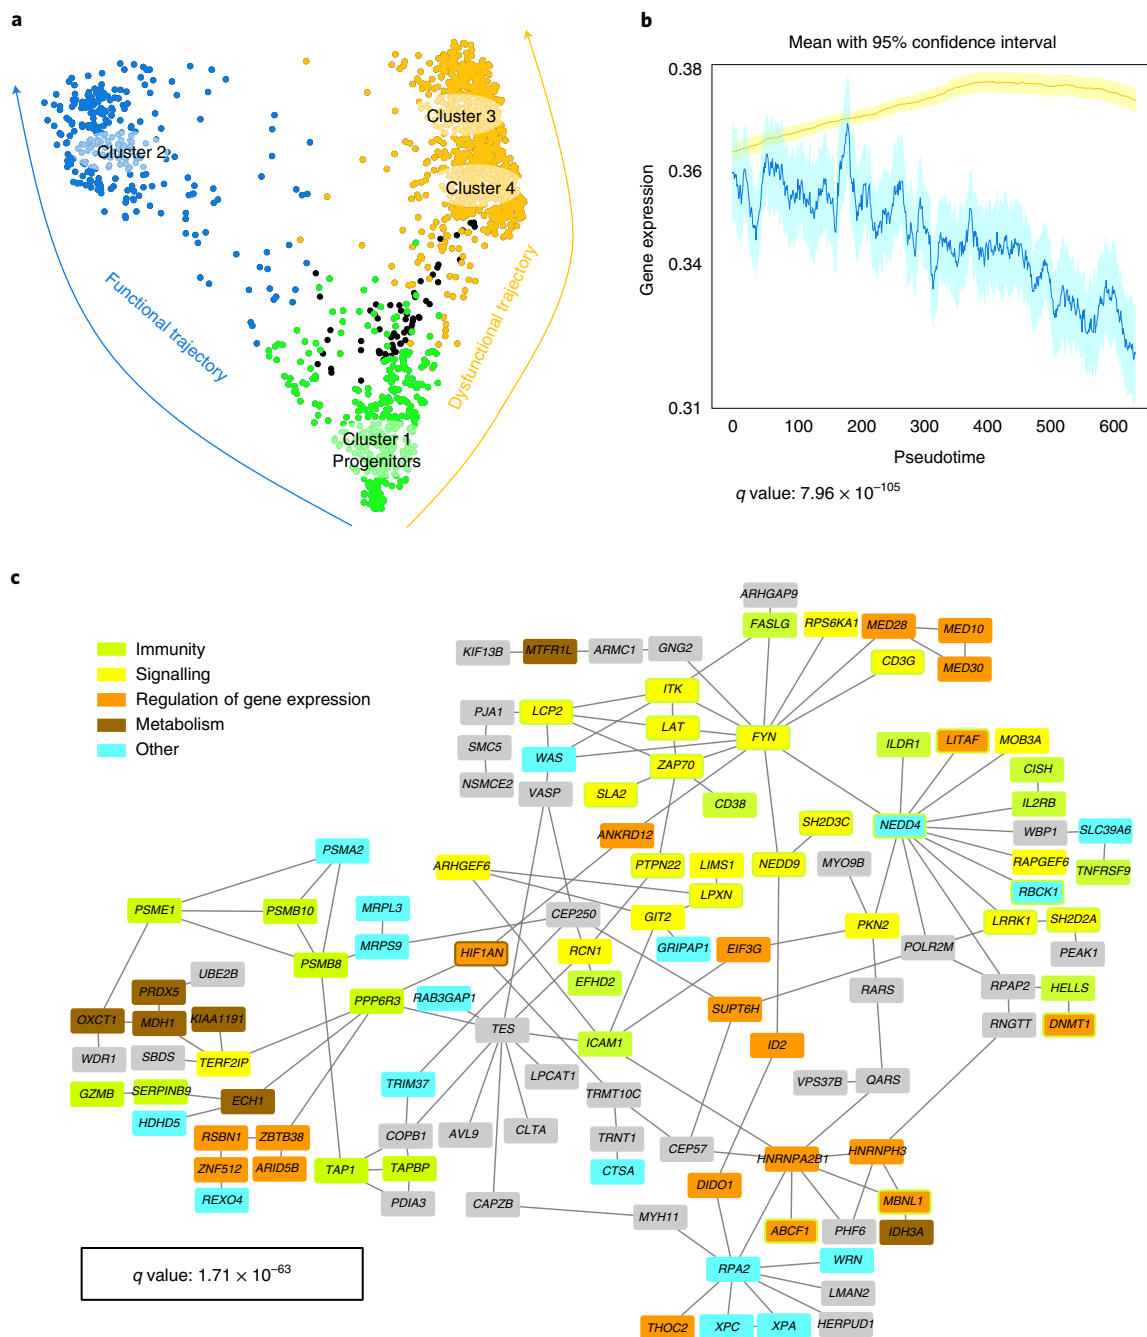 a
Cluster 2
Cluster 3
Cluster 4
Functional trajectory
Dysfunctional trajectory
Cluster 1
Progenitors
b
Mean with 95% confidence interval
Gene expression
0.38
0.36
0.34
0.31
0 100 200 300 400 500 600
Pseudotime
q value: 7.96 × 10⁻¹⁰⁵
c
Immunity
Signalling
Regulation of gene expression
Metabolism
Other
ARHGAP9
FASLG
RPS6KA1
MED28
MED10
KIF13B
MTFR1L
ARMC1
GNG2
CD3G
MED30
ITK
PJA1
LCP2
LAT
FYN
ILDR1
LITAF
MOB3A
SMC5
WAS
ZAP70
CISH
NSMCE2
VASP
SLA2
CD38
IL2RB
ANKRD12
SH2D3C
NEDD4
WBP1
SLC39A6
PSMA2
ARHGEF6
PTPN22
LIMS1
NEDD9
MYO9B
RAPGEF6
TNFRSF9
LPXN
RBCK1
PSME1
PSMB10
MRPL3
CEP250
GIT2
PKN2
LRRK1
SH2D2A
MRPS9
PSMB8
HIF1AN
RCN1
GRIPAP1
EIF3G
POLR2M
PEAK1
UBE2B
EFHD2
PRDX5
PPP6R3
RAB3GAP1
RARS
RPAP2
HELLS
OXCT1
MDH1
KIAA1191
SUPT6H
RNGTT
DNMT1
TES
ICAM1
ID2
WDR1
SBDS
TERF2IP
GZMB
SERPINB9
ECH1
TRIM37
LPCAT1
TRMT10C
VPS37B
QARS
HDHD5
RSBN1
ZBTB38
COPB1
AVL9
CLTA
TRNT1
CEP57
HNRNPA2B1
HNRNPH3
ZNF512
ARID5B
TAP1
TAPBP
CTSA
DIDO1
REXO4
PDIA3
CAPZB
MYH11
MBNL1
ABCF1
PHF6
IDH3A
RPA2
WRN
LMAN2
THOC2
XPC
XPA
HERPUD1
q value: 1.71 × 10⁻⁶³